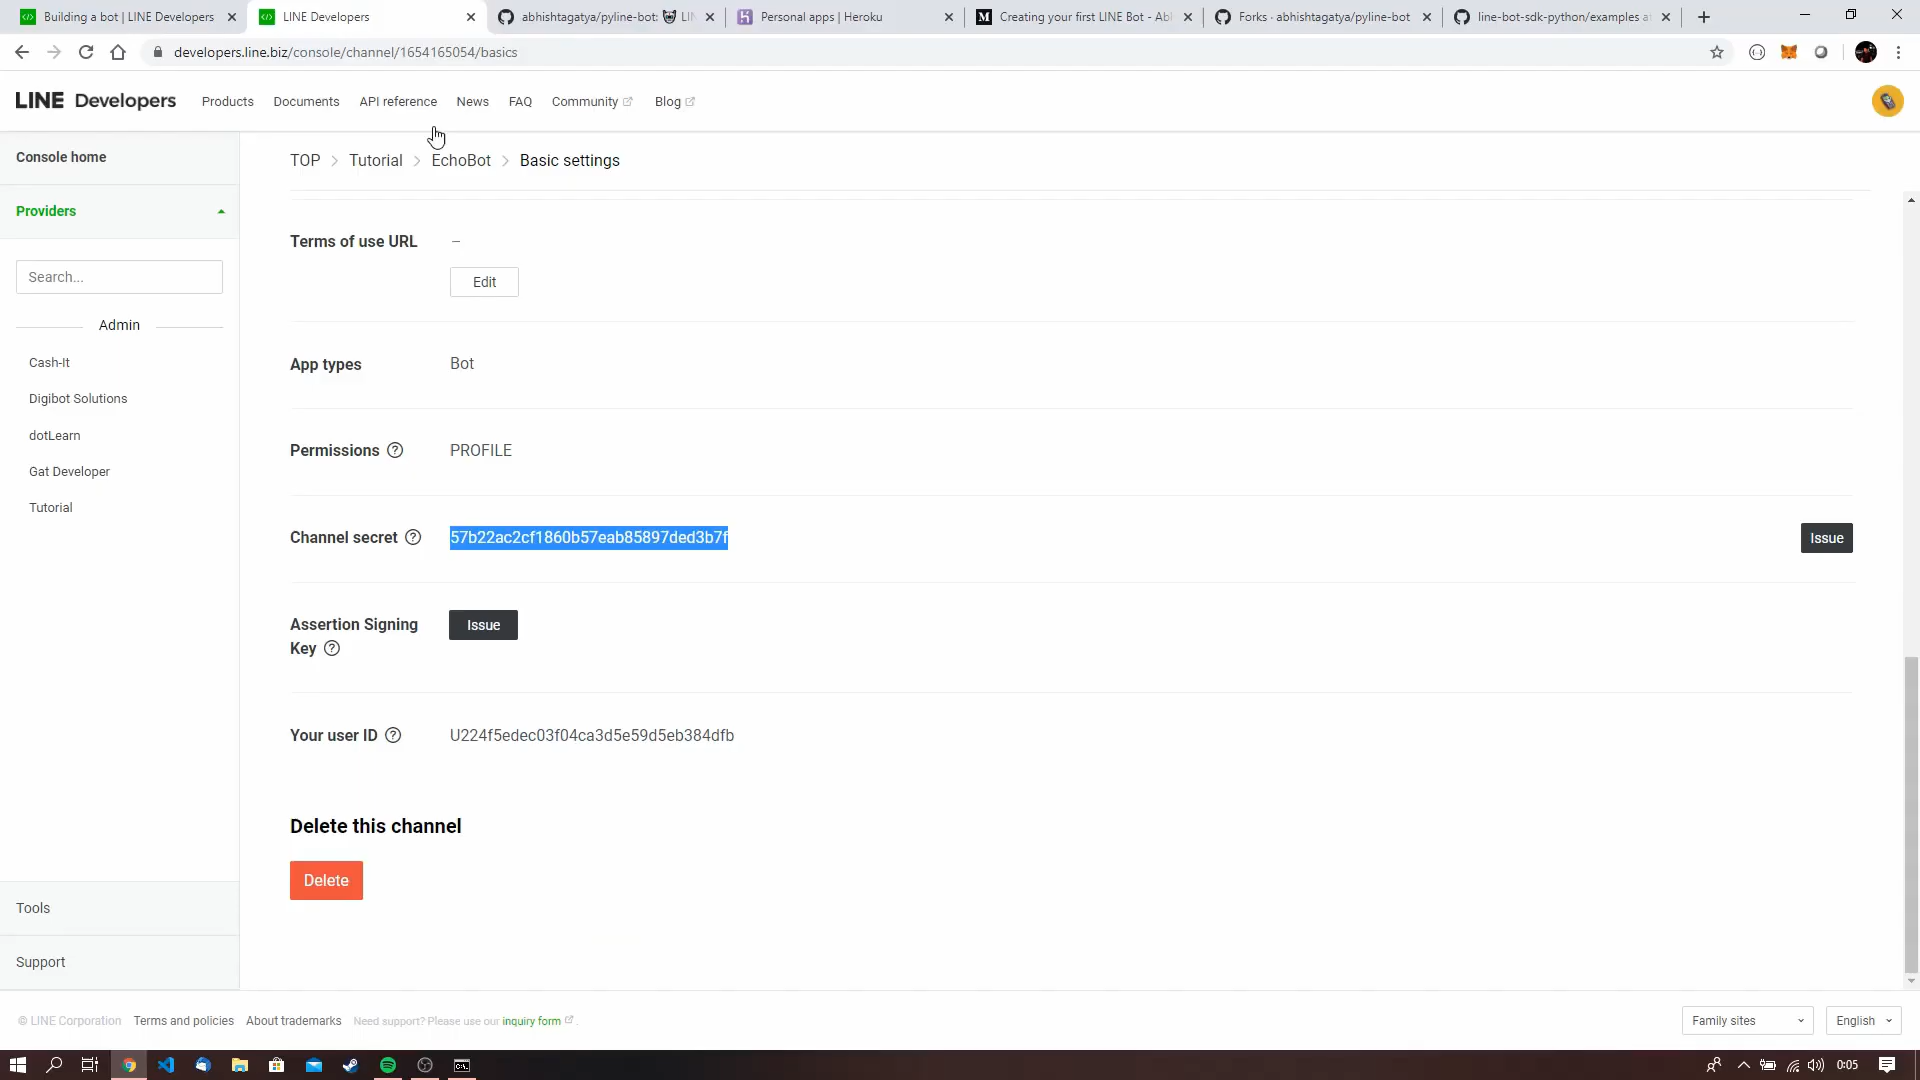 Building a bot | LINE Developers
LINE Developers
abhishtagatya/pyline-bot: LIN
Personal apps | Heroku
Creating your first LINE Bot - Abl
Forks · abhishtagatya/pyline-bot
line-bot-sdk-python/examples at
developers.line.biz/console/channel/1654165054/basics
LINE Developers
Products
Documents
API reference
News
FAQ
Community
Blog
Console home
TOP > Tutorial > EchoBot > Basic settings
Providers
Search...
Admin
Cash-It
Digibot Solutions
dotLearn
Gat Developer
Tutorial
Tools
Support
Terms of use URL –
Edit
App types Bot
Permissions PROFILE
Channel secret 57b22ac2cf1860b57eab85897ded3b7f Issue
Assertion Signing Key Issue
Your user ID U224f5edec03f04ca3d5e59d5eb384dfb
Delete this channel
Delete
© LINE Corporation Terms and policies About trademarks Need support? Please use our inquiry form .
Family sites
English
0:05